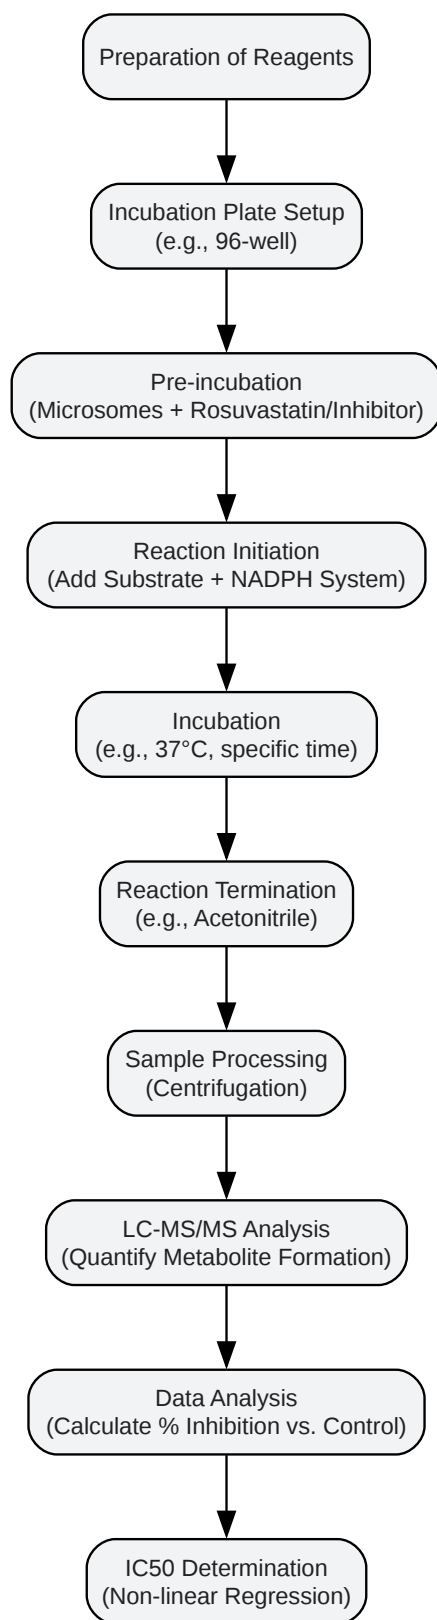 Preparation of Reagents
Incubation Plate Setup
(e.g., 96-well)
Pre-incubation
(Microsomes + Rosuvastatin/Inhibitor)
Reaction Initiation
(Add Substrate + NADPH System)
Incubation
(e.g., 37°C, specific time)
Reaction Termination
(e.g., Acetonitrile)
Sample Processing
(Centrifugation)
LC-MS/MS Analysis
(Quantify Metabolite Formation)
Data Analysis
(Calculate % Inhibition vs. Control)
IC50 Determination
(Non-linear Regression)